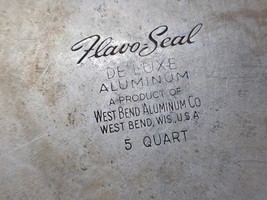 Flavo-Seal
DE LUXE
ALUMINUM
A PRODUCT OF
WEST BEND ALUMINUM CO
WEST BEND, WIS., U.S.A
5 QUART